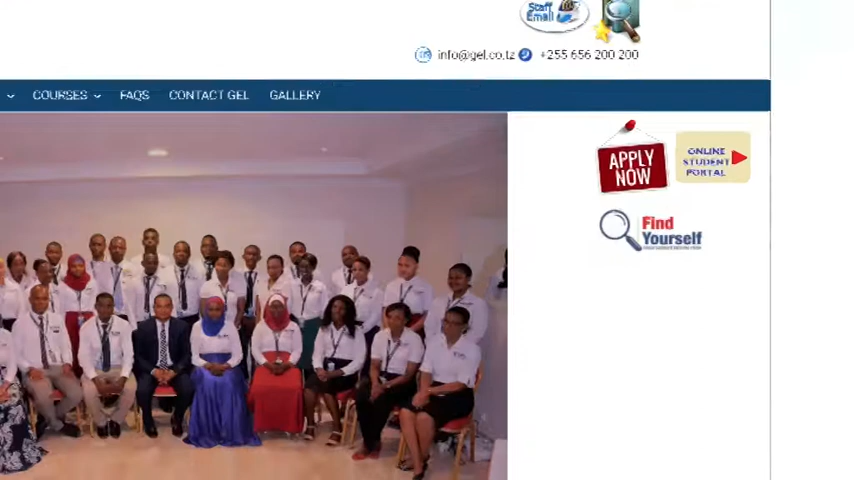 Staff
Email
info@gel.co.tz +255 656 200 200
COURSES FAQS CONTACT GEL GALLERY
APPLY
NOW
ONLINE
STUDENT
PORTAL
Find
Yourself